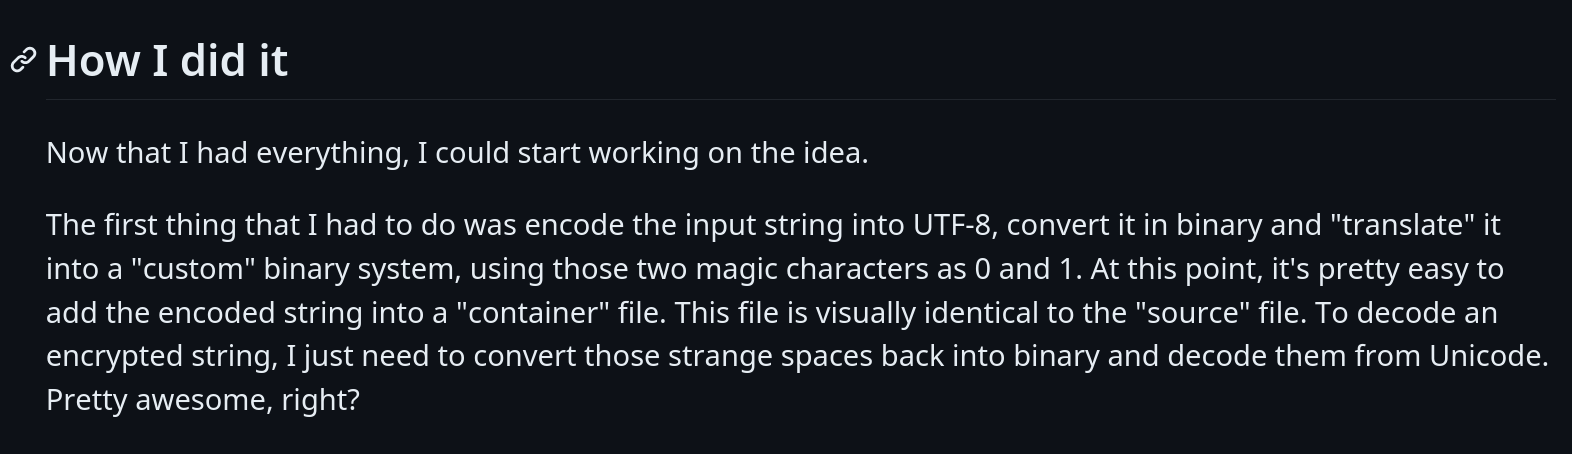 How I did it
Now that I had everything, I could start working on the idea.
The first thing that I had to do was encode the input string into UTF-8, convert it in binary and "translate" it
into a "custom" binary system, using those two magic characters as 0 and 1. At this point, it's pretty easy to
add the encoded string into a "container" file. This file is visually identical to the "source" file. To decode an
encrypted string, I just need to convert those strange spaces back into binary and decode them from Unicode.
Pretty awesome, right?